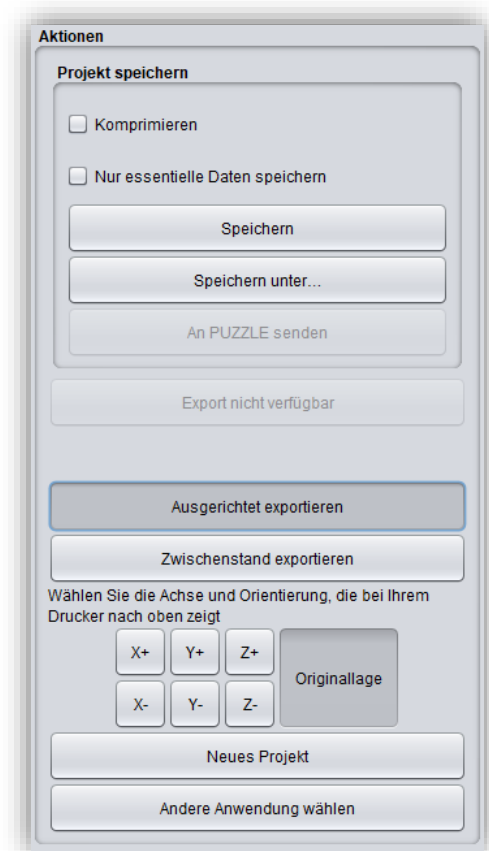 Aktionen
Projekt speichern
Komprimieren
Nur essentielle Daten speichern
Speichern
Speichern unter...
An PUZZLE senden
Export nicht verfügbar
Ausgerichtet exportieren
Zwischenstand exportieren
Wählen Sie die Achse und Orientierung, die bei Ihrem
Drucker nach oben zeigt
X+ Y+ Z+
Originallage
X- Y- Z-
Neues Projekt
Andere Anwendung wählen